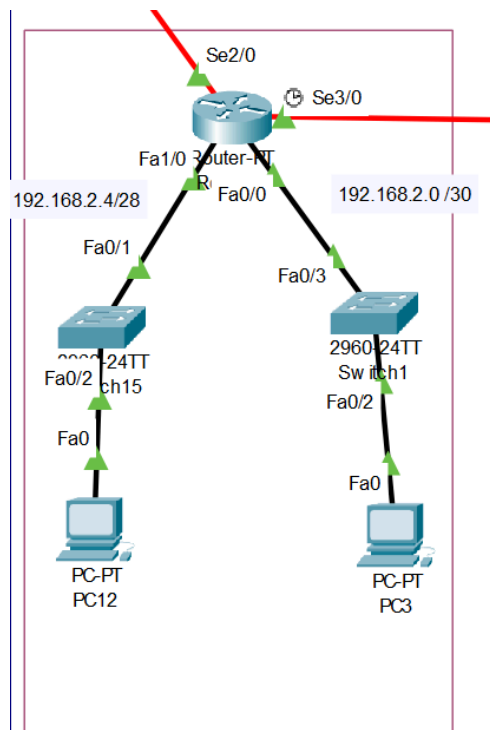 Se2/0
Se3/0
Fa1/0
Fa0/0
192.168.2.4/28
192.168.2.0 /30
Fa0/1
Fa0/3
2960-24TT
Switch1
Fa0/2
Fa0/2
Fa0
Fa0
PC-PT
PC12
PC-PT
PC3